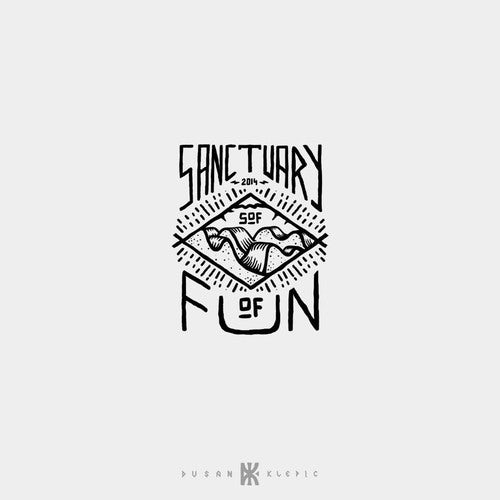 SANCTUARY
2014
SOF
OF
FUN
DUSAN KLEPIC